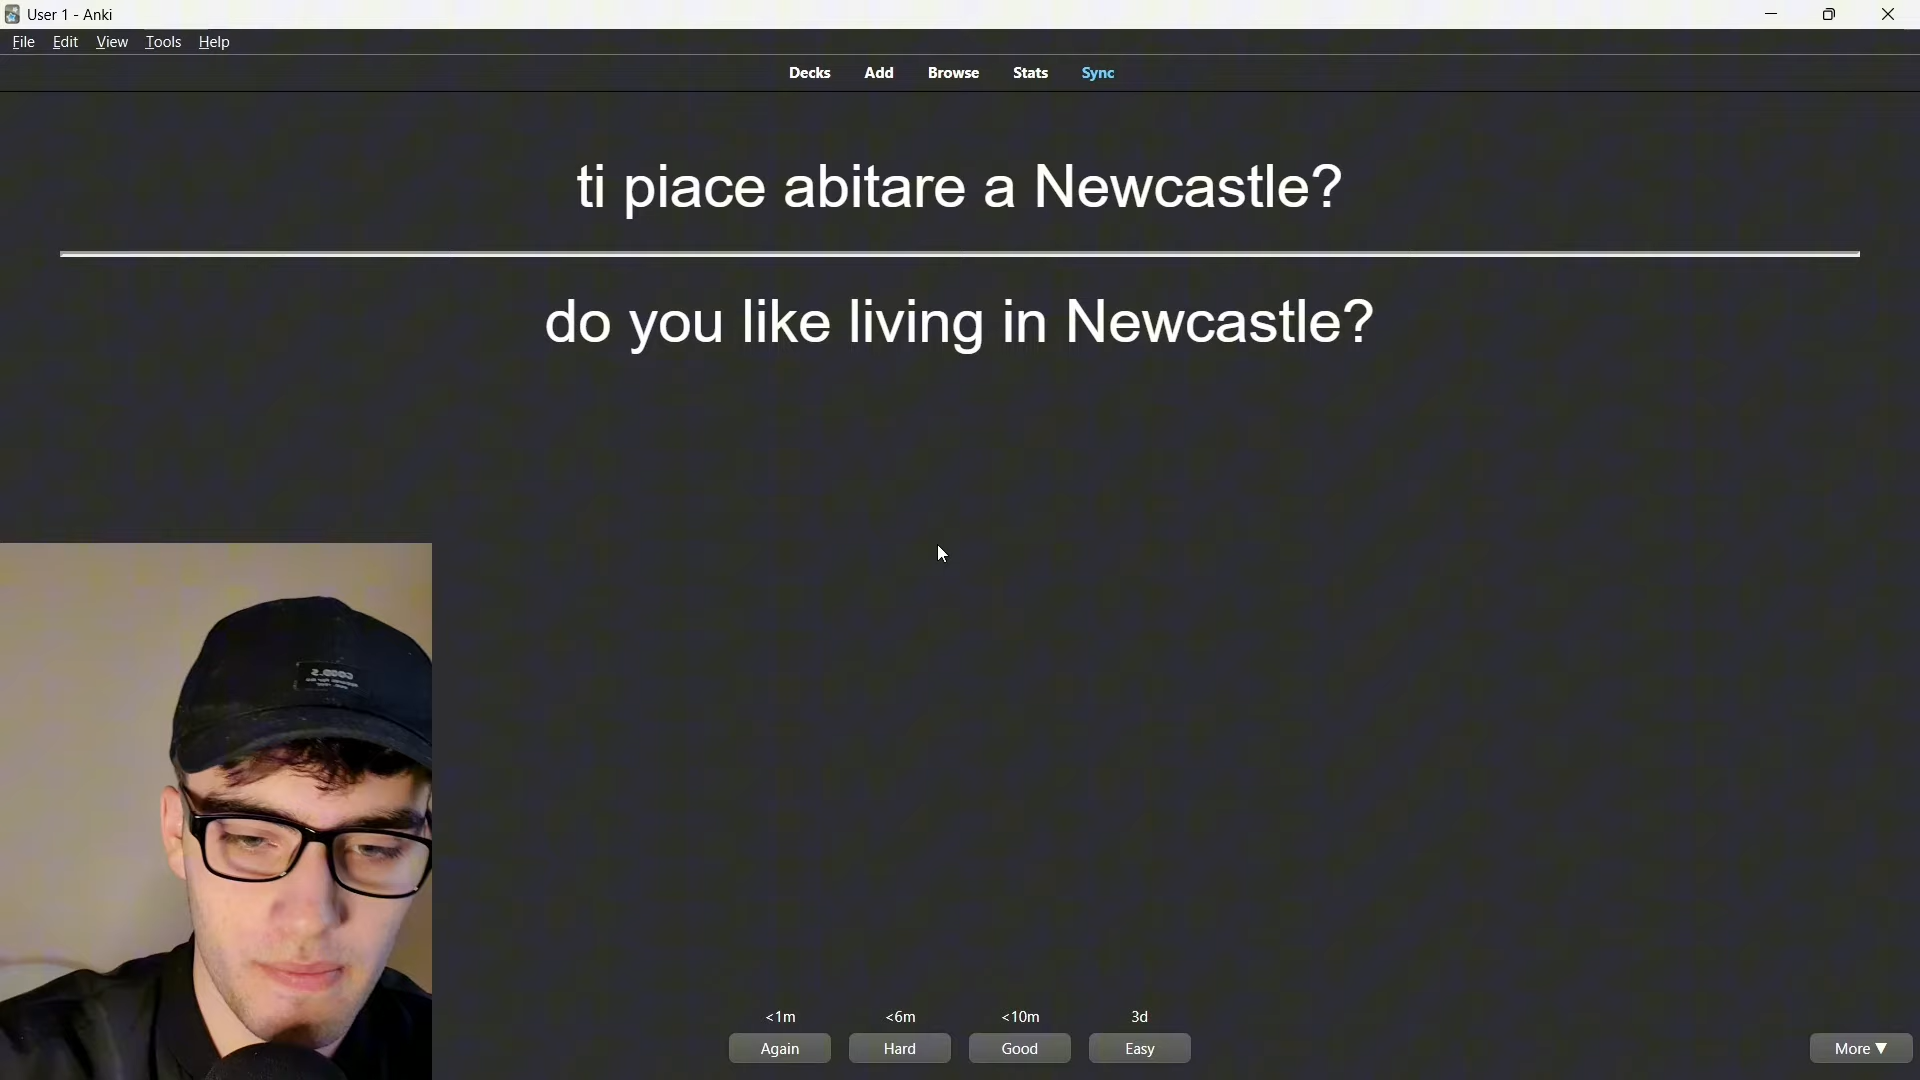 User 1 - Anki
File Edit View Tools Help
Decks Add Browse Stats Sync
ti piace abitare a Newcastle?
do you like living in Newcastle?
<1m <6m <10m 3d
Again Hard Good Easy
More ▼